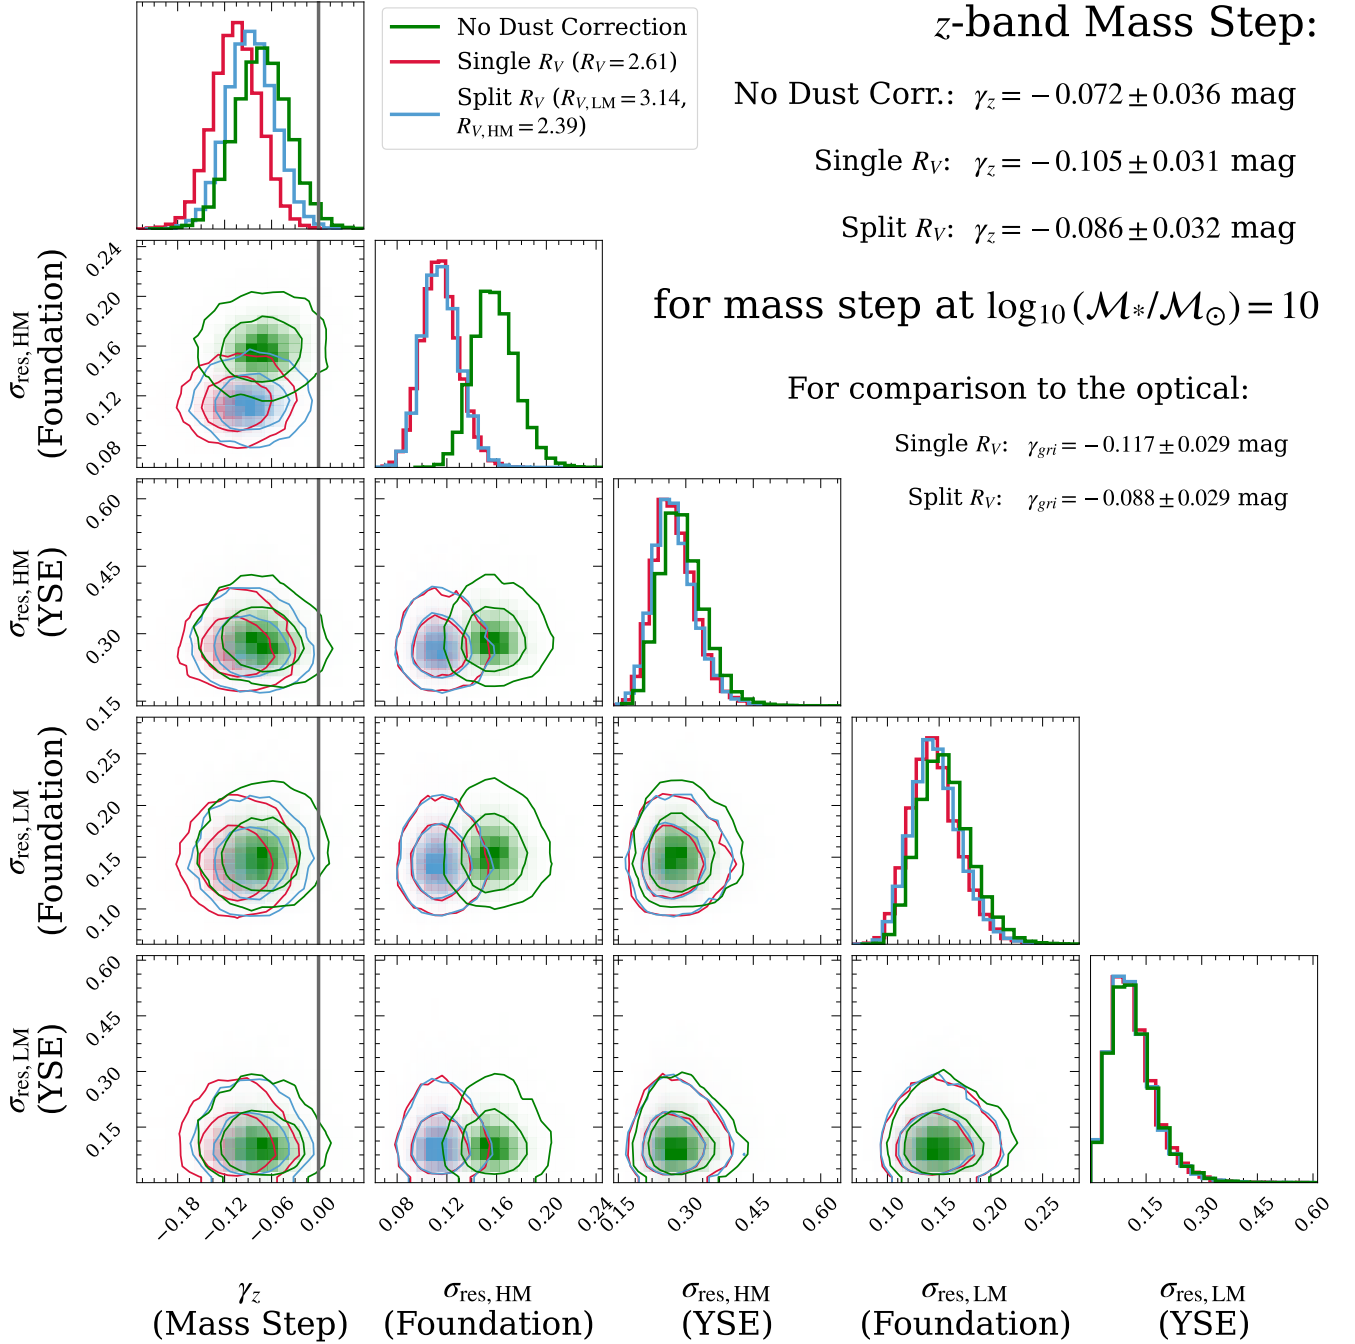 No Dust Correction
Single R_V (R_V = 2.61)
Split R_V (R_{V,LM} = 3.14,
R_{V,HM} = 2.39)
z-band Mass Step:
No Dust Corr.: γ_z = −0.072 ± 0.036 mag
Single R_V: γ_z = −0.105 ± 0.031 mag
Split R_V: γ_z = −0.086 ± 0.032 mag
for mass step at log₁₀(ℳ*/ℳ⊙) = 10
For comparison to the optical:
Single R_V: γ_gri = −0.117 ± 0.029 mag
Split R_V: γ_gri = −0.088 ± 0.029 mag
σ_res, HM
(Foundation)
0.24
0.20
0.16
0.12
0.08
σ_res, HM
(YSE)
0.60
0.45
0.30
0.15
σ_res, LM
(Foundation)
0.25
0.20
0.15
0.10
σ_res, LM
(YSE)
0.60
0.45
0.30
0.15
−0.18 −0.12 −0.06 0.00
0.08 0.12 0.16 0.20 0.24
0.15 0.30 0.45 0.60
0.10 0.15 0.20 0.25
0.15 0.30 0.45 0.60
γ_z
(Mass Step)
σ_res, HM
(Foundation)
σ_res, HM
(YSE)
σ_res, LM
(Foundation)
σ_res, LM
(YSE)